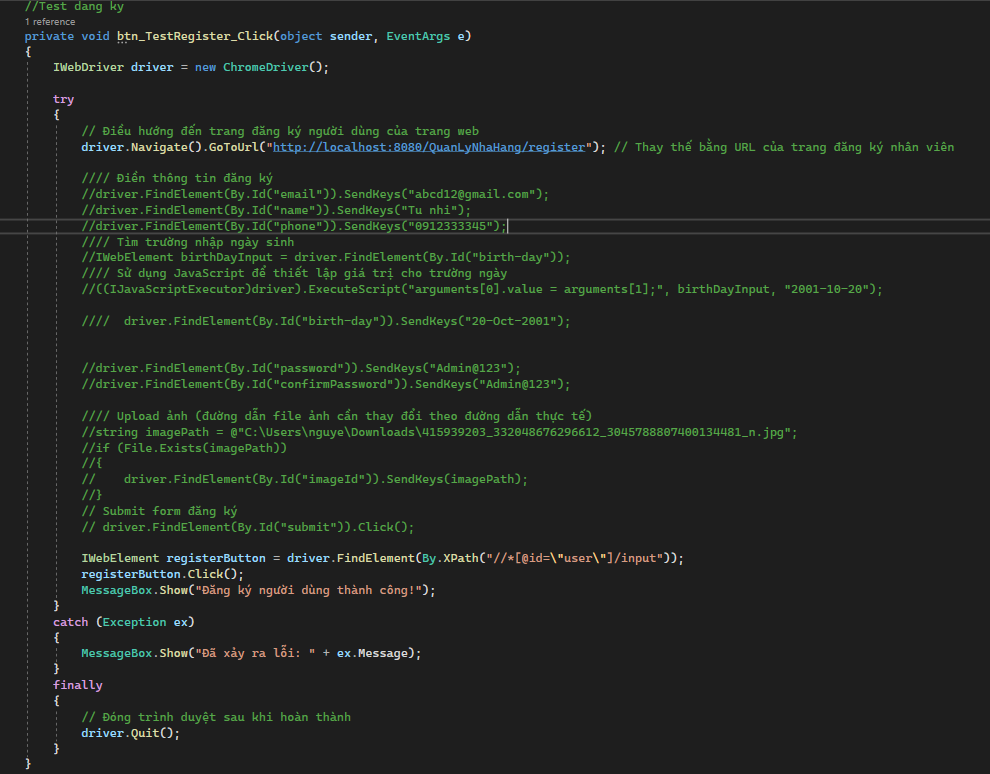 //Test dang ky
1 reference
private void btn_TestRegister_Click(object sender, EventArgs e)
{
IWebDriver driver = new ChromeDriver();
try
{
// Điều hướng đến trang đăng ký người dùng của trang web
driver.Navigate().GoToUrl("http://localhost:8080/QuanLyNhaHang/register"); // Thay thế bằng URL của trang đăng ký nhân viên
//// Điền thông tin đăng ký
//driver.FindElement(By.Id("email")).SendKeys("abcd12@gmail.com");
//driver.FindElement(By.Id("name")).SendKeys("Tu nhi");
//driver.FindElement(By.Id("phone")).SendKeys("0912333345");
//// Tìm trường nhập ngày sinh
//IWebElement birthDayInput = driver.FindElement(By.Id("birth-day"));
//// Sử dụng JavaScript để thiết lập giá trị cho trường ngày
//((IJavaScriptExecutor)driver).ExecuteScript("arguments[0].value = arguments[1];", birthDayInput, "2001-10-20");
////  driver.FindElement(By.Id("birth-day")).SendKeys("20-Oct-2001");
//driver.FindElement(By.Id("password")).SendKeys("Admin@123");
//driver.FindElement(By.Id("confirmPassword")).SendKeys("Admin@123");
//// Upload ảnh (đường dẫn file ảnh cần thay đổi theo đường dẫn thực tế)
//string imagePath = @"C:\Users\nguye\Downloads\415939203_332048676296612_3045788807400134481_n.jpg";
//if (File.Exists(imagePath))
//{
//    driver.FindElement(By.Id("imageId")).SendKeys(imagePath);
//}
// Submit form đăng ký
// driver.FindElement(By.Id("submit")).Click();
IWebElement registerButton = driver.FindElement(By.XPath("//*[@id=\"user\"]/input"));
registerButton.Click();
MessageBox.Show("Đăng ký người dùng thành công!");
}
catch (Exception ex)
{
MessageBox.Show("Đã xảy ra lỗi: " + ex.Message);
}
finally
{
// Đóng trình duyệt sau khi hoàn thành
driver.Quit();
}
}